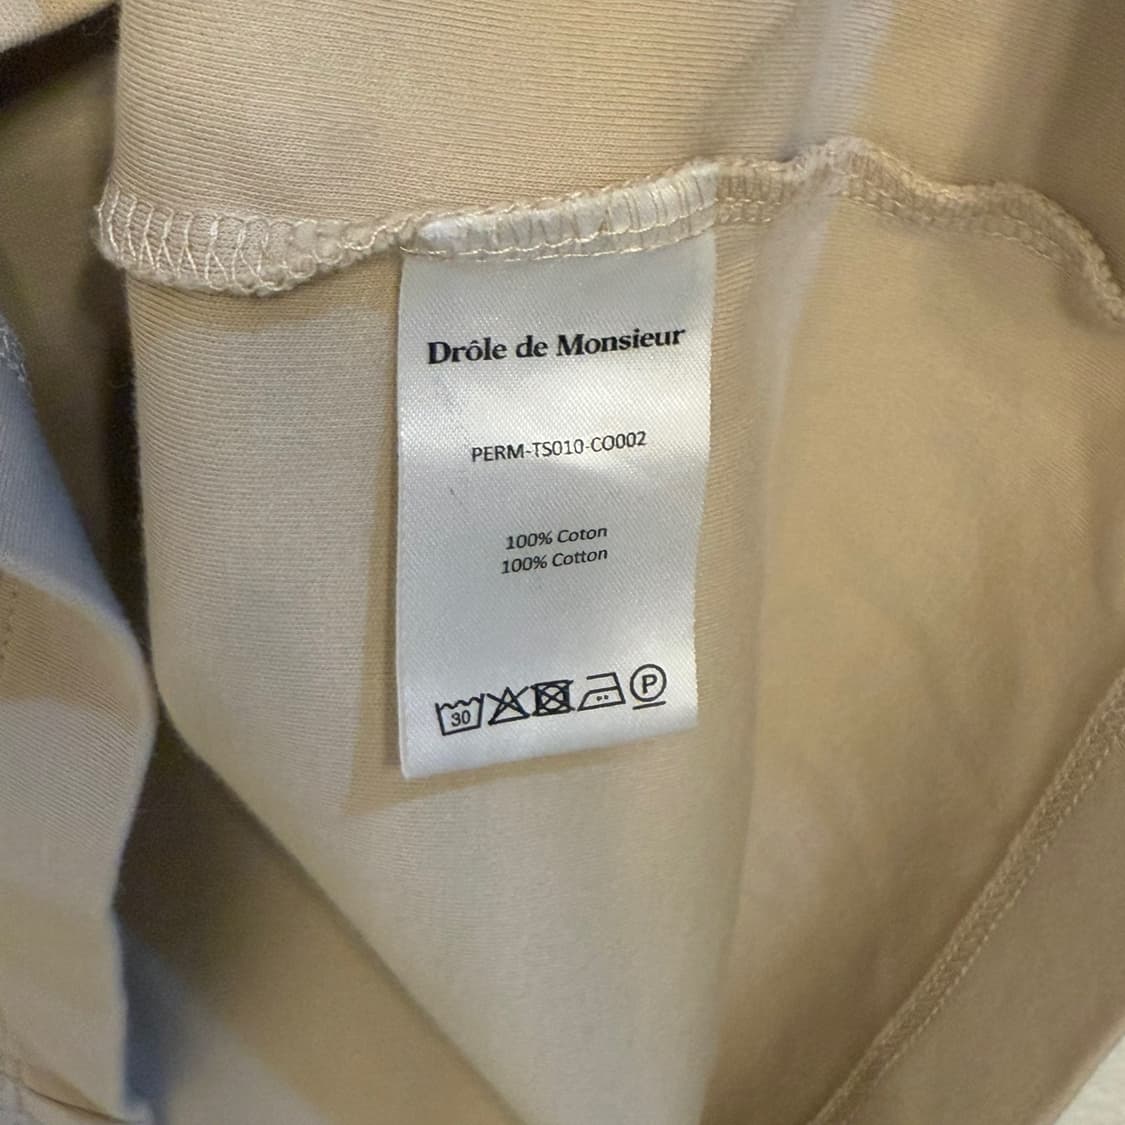 Drôle de Monsieur
PERM-TS010-CO002
100% Coton
100% Cotton
30
P